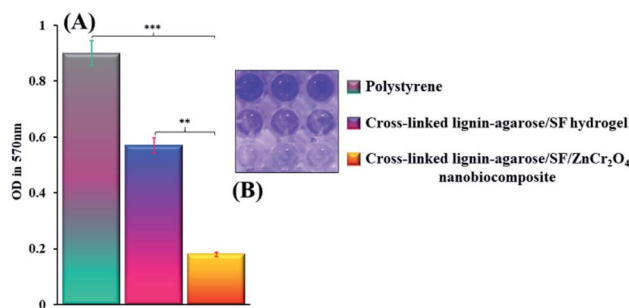 (A)
***
**
1
0.8
0.6
0.4
0.2
0
OD in 570nm
(B)
Polystyrene
Cross-linked lignin-agarose/SF hydrogel
Cross-linked lignin-agarose/SF/ZnCr₂O₄
nanobiocomposite